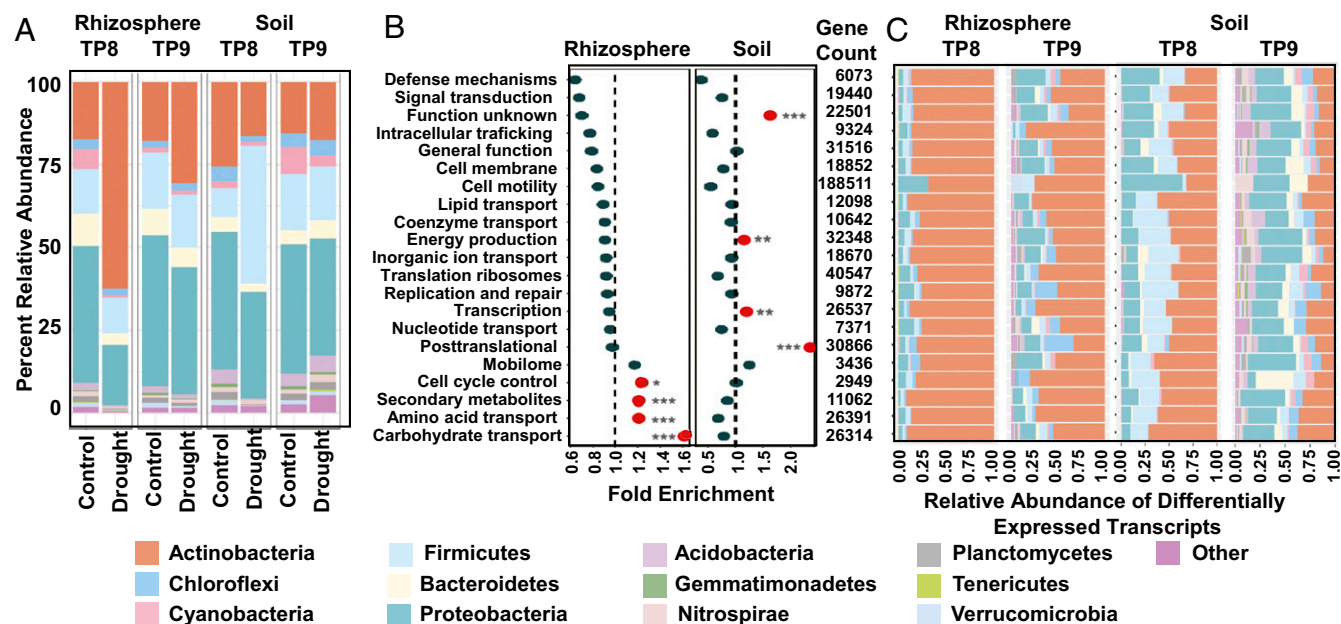 A
Rhizosphere Soil
TP8 TP9 TP8 TP9
Percent Relative Abundance
100
75
50
25
0
Control Drought Control Drought Control Drought Control Drought
B
Rhizosphere Soil
Gene
Count
Defense mechanisms 6073
Signal transduction 19440
Function unknown *** 22501
Intracellular traficking 9324
General function 31516
Cell membrane 18852
Cell motility 188511
Lipid transport 12098
Coenzyme transport 10642
Energy production ** 32348
Inorganic ion transport 18670
Translation ribosomes 40547
Replication and repair 9872
Transcription ** 26537
Nucleotide transport 7371
Posttranslational *** 30866
Mobilome 3436
Cell cycle control * 2949
Secondary metabolites *** 11062
Amino acid transport *** 26391
Carbohydrate transport *** 26314
0.6 0.8 1.0 1.2 1.4 1.6 0.5 1.0 1.5 2.0
Fold Enrichment
C
Rhizosphere Soil
TP8 TP9 TP8 TP9
0.00 0.25 0.50 0.75 1.00 0.00 0.25 0.50 0.75 1.00 0.00 0.25 0.50 0.75 1.00 0.00 0.25 0.50 0.75 1.00
Relative Abundance of Differentially
Expressed Transcripts
Actinobacteria Firmicutes Acidobacteria Planctomycetes Other
Chloroflexi Bacteroidetes Gemmatimonadetes Tenericutes
Cyanobacteria Proteobacteria Nitrospirae Verrucomicrobia